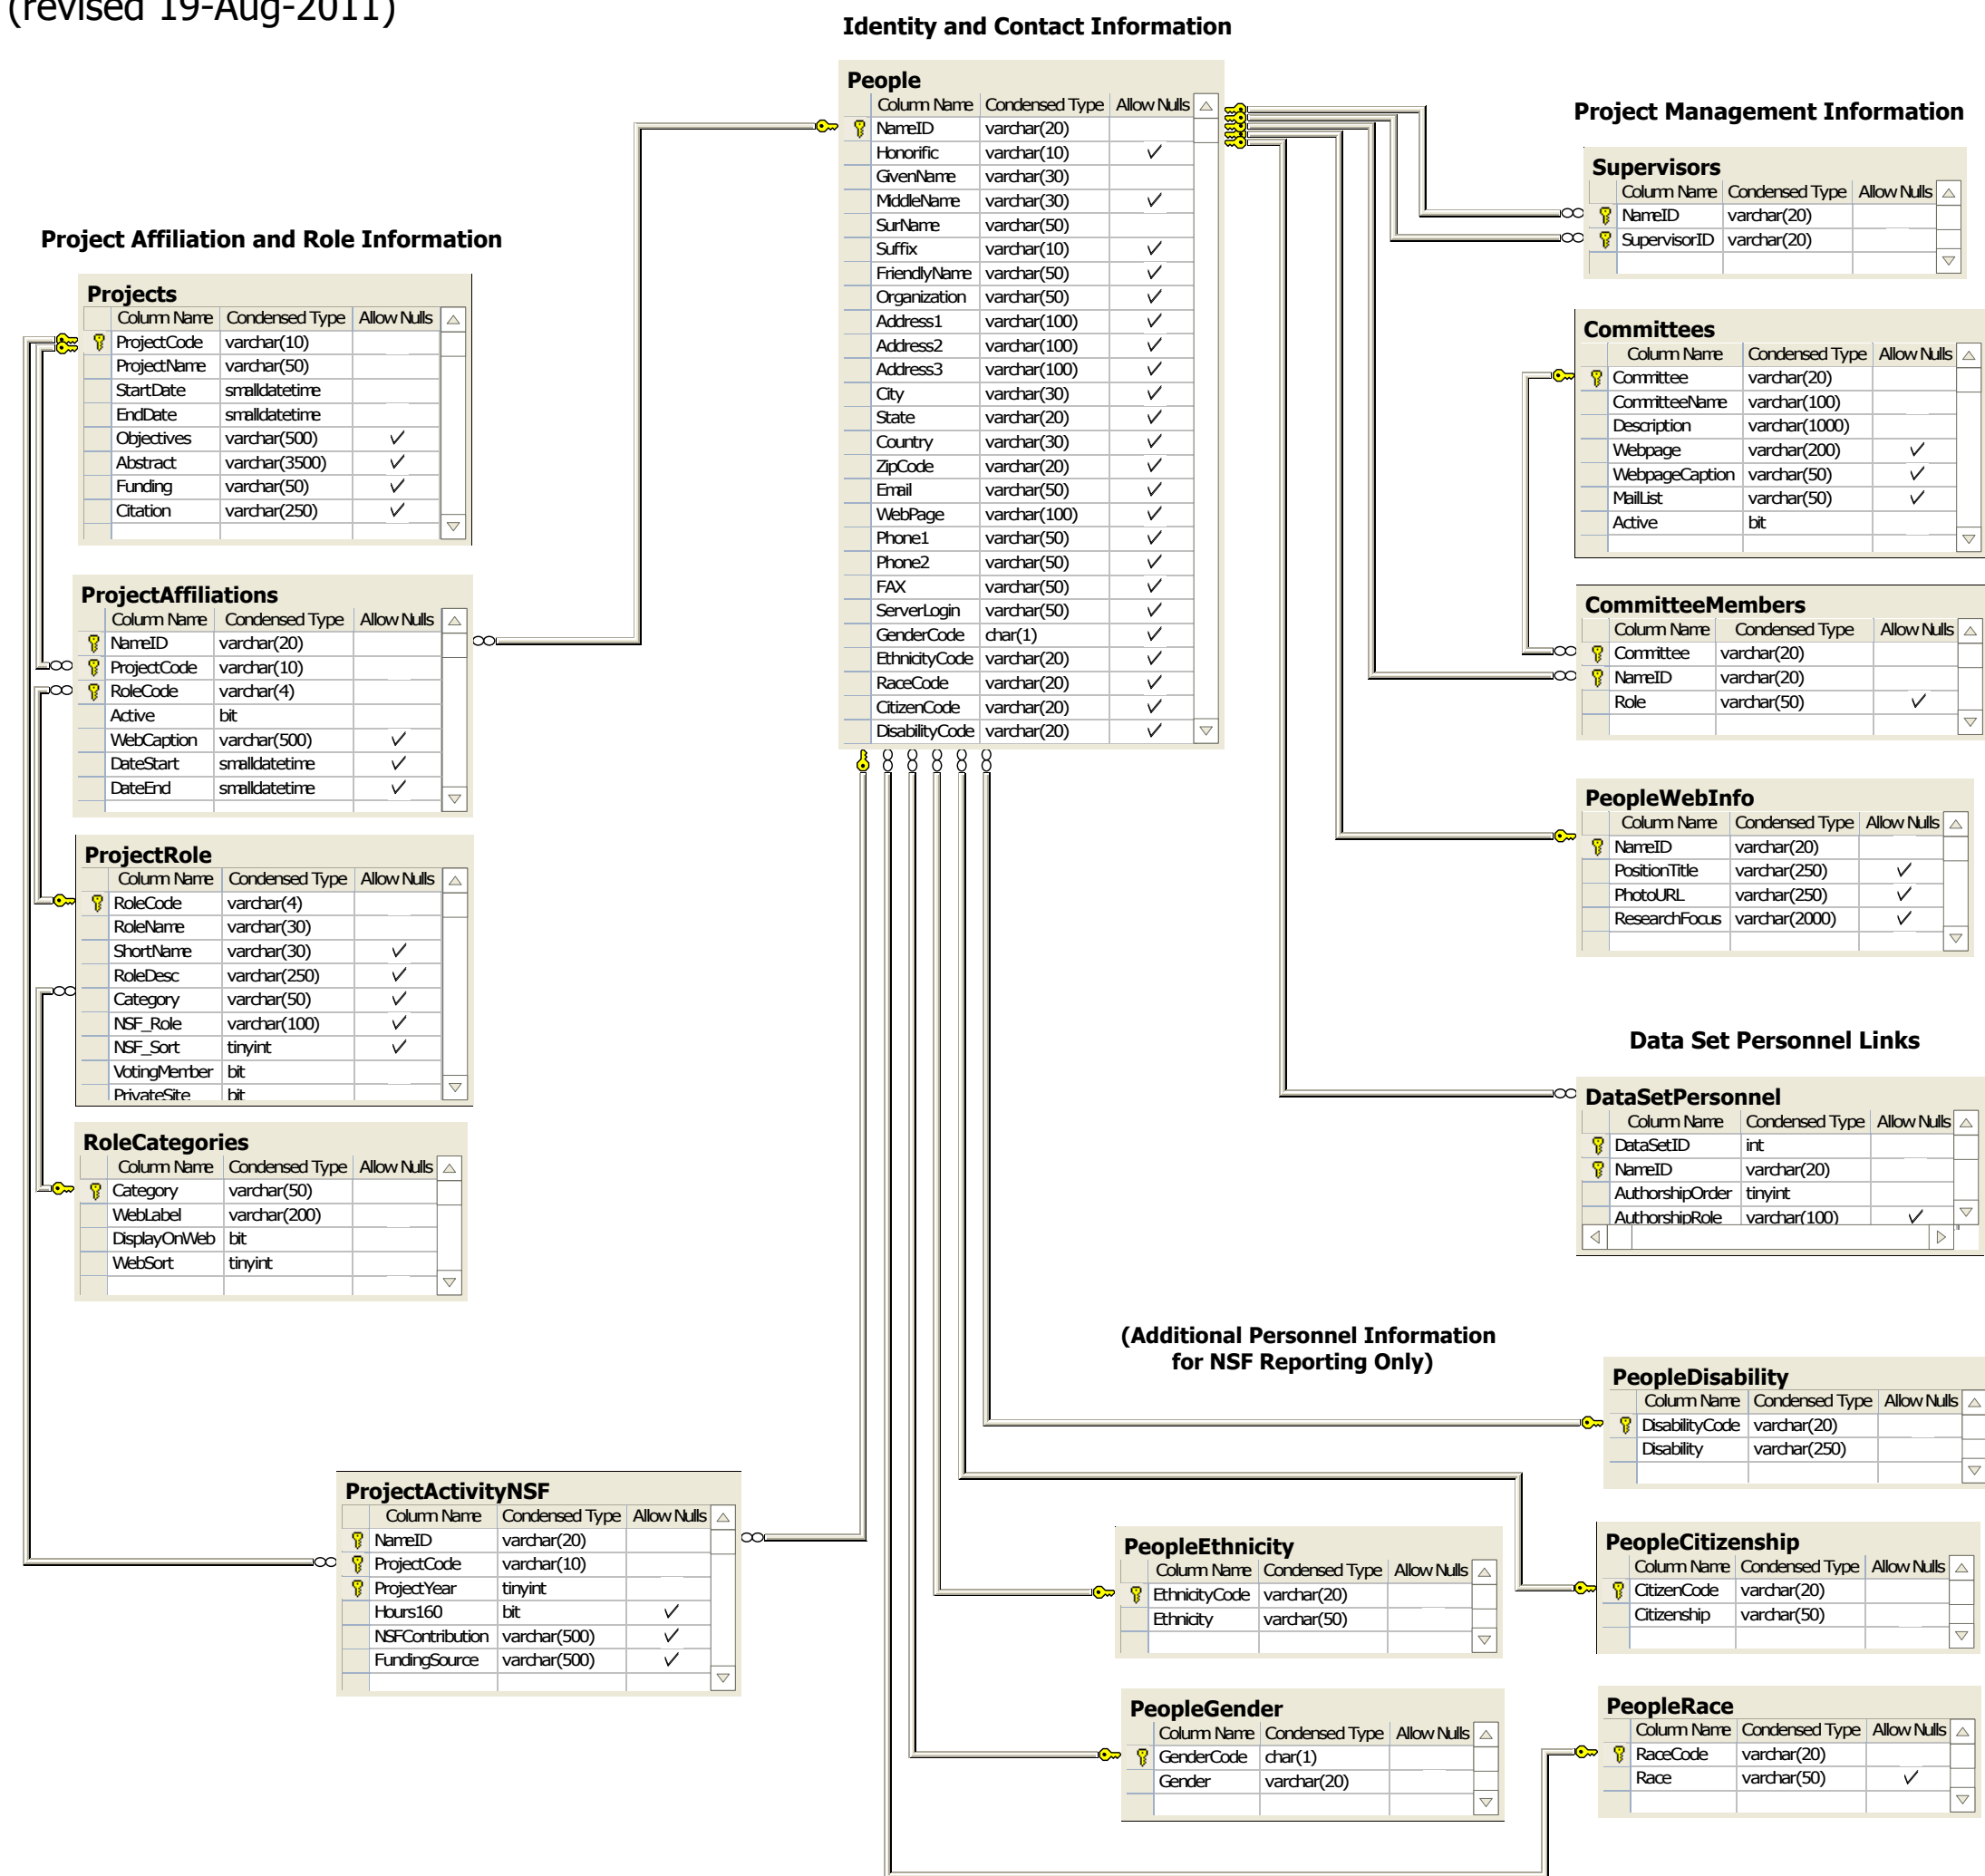 (revised 19-Aug-2011)
Identity and Contact Information
People
Column Name Condensed Type Allow Nulls
NameID varchar(20)
Honorific varchar(10) ✓
GivenName varchar(30)
MiddleName varchar(30) ✓
SurName varchar(50)
Suffix varchar(10) ✓
FriendlyName varchar(50) ✓
Organization varchar(50) ✓
Address1 varchar(100) ✓
Address2 varchar(100) ✓
Address3 varchar(100) ✓
City varchar(30) ✓
State varchar(20) ✓
Country varchar(30) ✓
ZipCode varchar(20) ✓
Email varchar(50) ✓
WebPage varchar(100) ✓
Phone1 varchar(50) ✓
Phone2 varchar(50) ✓
FAX varchar(50) ✓
ServerLogin varchar(50) ✓
GenderCode char(1) ✓
EthnicityCode varchar(20) ✓
RaceCode varchar(20) ✓
CitizenCode varchar(20) ✓
DisabilityCode varchar(20) ✓
Project Affiliation and Role Information
Projects
Column Name Condensed Type Allow Nulls
ProjectCode varchar(10)
ProjectName varchar(50)
StartDate smalldatetime
EndDate smalldatetime
Objectives varchar(500) ✓
Abstract varchar(3500) ✓
Funding varchar(50) ✓
Citation varchar(250) ✓
ProjectAffiliations
Column Name Condensed Type Allow Nulls
NameID varchar(20)
ProjectCode varchar(10)
RoleCode varchar(4)
Active bit
WebCaption varchar(500) ✓
DateStart smalldatetime ✓
DateEnd smalldatetime ✓
ProjectRole
Column Name Condensed Type Allow Nulls
RoleCode varchar(4)
RoleName varchar(30)
ShortName varchar(30) ✓
RoleDesc varchar(250) ✓
Category varchar(50) ✓
NSF_Role varchar(100) ✓
NSF_Sort tinyint ✓
VotingMember bit
PrivateSite bit
RoleCategories
Column Name Condensed Type Allow Nulls
Category varchar(50)
WebLabel varchar(200)
DisplayOnWeb bit
WebSort tinyint
ProjectActivityNSF
Column Name Condensed Type Allow Nulls
NameID varchar(20)
ProjectCode varchar(10)
ProjectYear tinyint
Hours160 bit ✓
NSFContribution varchar(500) ✓
FundingSource varchar(500) ✓
Project Management Information
Supervisors
Column Name Condensed Type Allow Nulls
NameID varchar(20)
SupervisorID varchar(20)
Committees
Column Name Condensed Type Allow Nulls
Committee varchar(20)
CommitteeName varchar(100)
Description varchar(1000)
Webpage varchar(200) ✓
WebpageCaption varchar(50) ✓
MailList varchar(50) ✓
Active bit
CommitteeMembers
Column Name Condensed Type Allow Nulls
Committee varchar(20)
NameID varchar(20)
Role varchar(50) ✓
PeopleWebInfo
Column Name Condensed Type Allow Nulls
NameID varchar(20)
PositionTitle varchar(250) ✓
PhotoURL varchar(250) ✓
ResearchFocus varchar(2000) ✓
Data Set Personnel Links
DataSetPersonnel
Column Name Condensed Type Allow Nulls
DataSetID int
NameID varchar(20)
AuthorshipOrder tinyint
AuthorshipRole varchar(100) ✓
(Additional Personnel Information
for NSF Reporting Only)
PeopleDisability
Column Name Condensed Type Allow Nulls
DisabilityCode varchar(20)
Disability varchar(250)
PeopleEthnicity
Column Name Condensed Type Allow Nulls
EthnicityCode varchar(20)
Ethnicity varchar(50)
PeopleCitizenship
Column Name Condensed Type Allow Nulls
CitizenCode varchar(20)
Citizenship varchar(50)
PeopleGender
Column Name Condensed Type Allow Nulls
GenderCode char(1)
Gender varchar(20)
PeopleRace
Column Name Condensed Type Allow Nulls
RaceCode varchar(20)
Race varchar(50) ✓